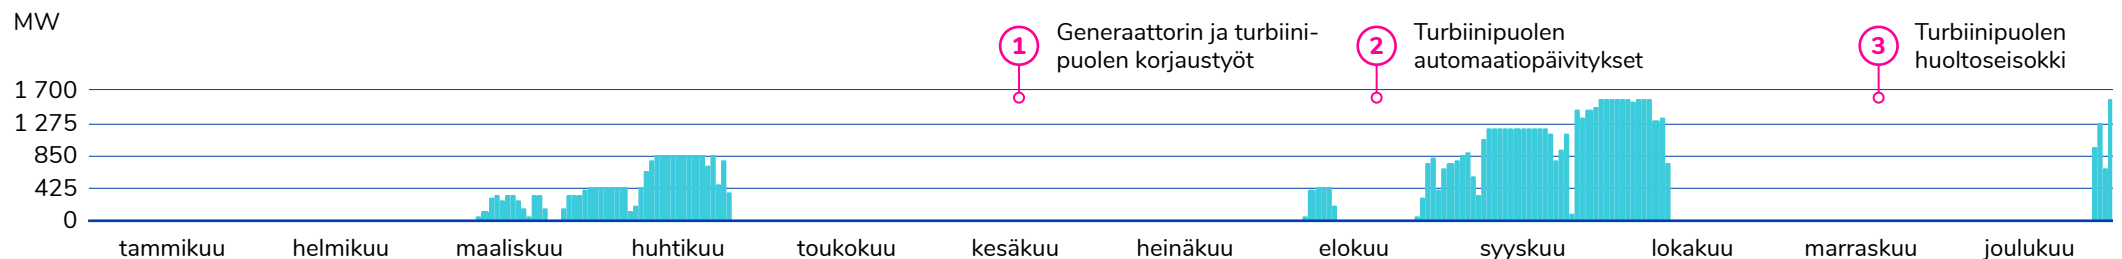 MW
1 Generaattorin ja turbiini-
puolen korjaustyöt
2 Turbiinipuolen
automaatiopäivitykset
3 Turbiinipuolen
huoltoseisokki
1 700
1 275
850
425
0
tammikuu helmikuu maaliskuu huhtikuu toukokuu kesäkuu heinäkuu elokuu syyskuu lokakuu marraskuu joulukuu